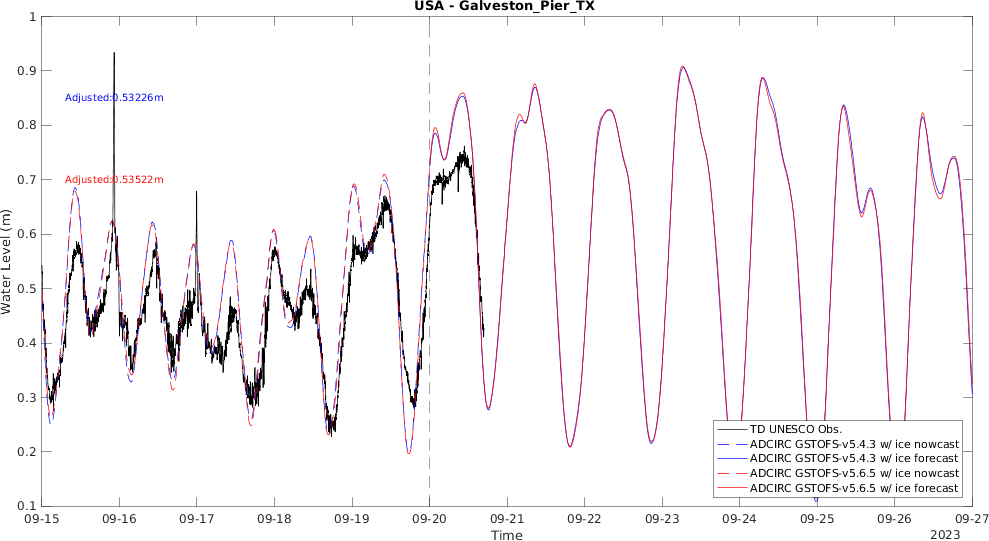 USA - Galveston_Pier_TX
1
0.9
0.8
0.7
0.6
0.5
0.4
0.3
0.2
0.1
Water Level (m)
Adjusted:0.53226m
Adjusted:0.53522m
TD UNESCO Obs.
ADCIRC GSTOFS-v5.4.3 w/ ice nowcast
ADCIRC GSTOFS-v5.4.3 w/ ice forecast
ADCIRC GSTOFS-v5.6.5 w/ ice nowcast
ADCIRC GSTOFS-v5.6.5 w/ ice forecast
09-15 09-16 09-17 09-18 09-19 09-20 09-21 09-22 09-23 09-24 09-25 09-26 09-27
Time
2023